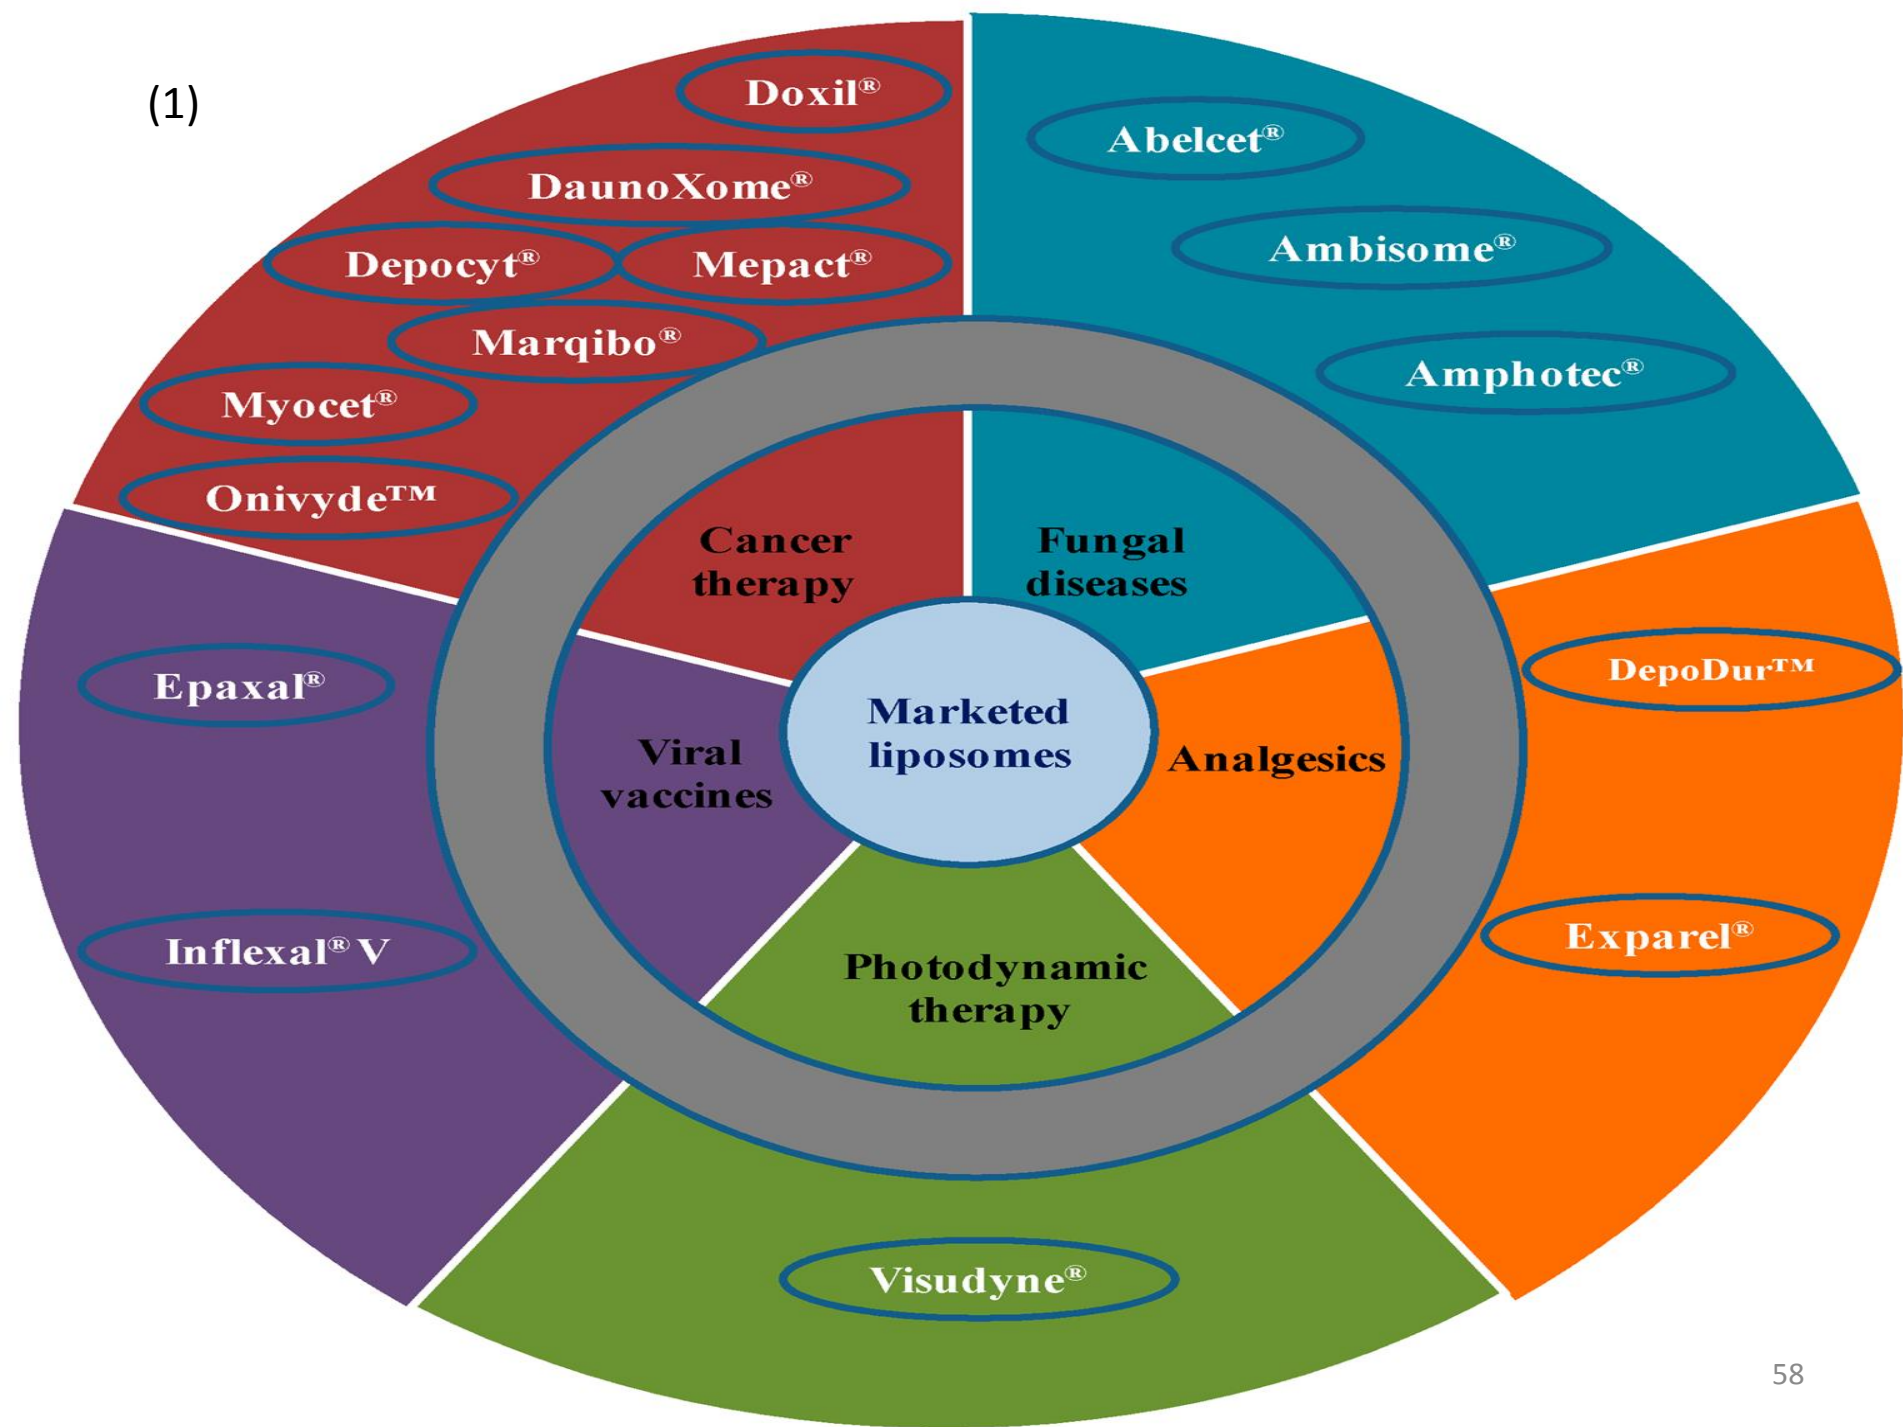 (1)
Doxil®
DaunoXome®
Depocyt®
Mepact®
Marqibo®
Myocet®
Onivyde™
Abelcet®
Ambisome®
Amphotec®
Cancer
therapy
Fungal
diseases
Marketed
liposomes
Viral
vaccines
Analgesics
Photodynamic
therapy
Epaxal®
Inflexal® V
DepoDur™
Exparel®
Visudyne®
58